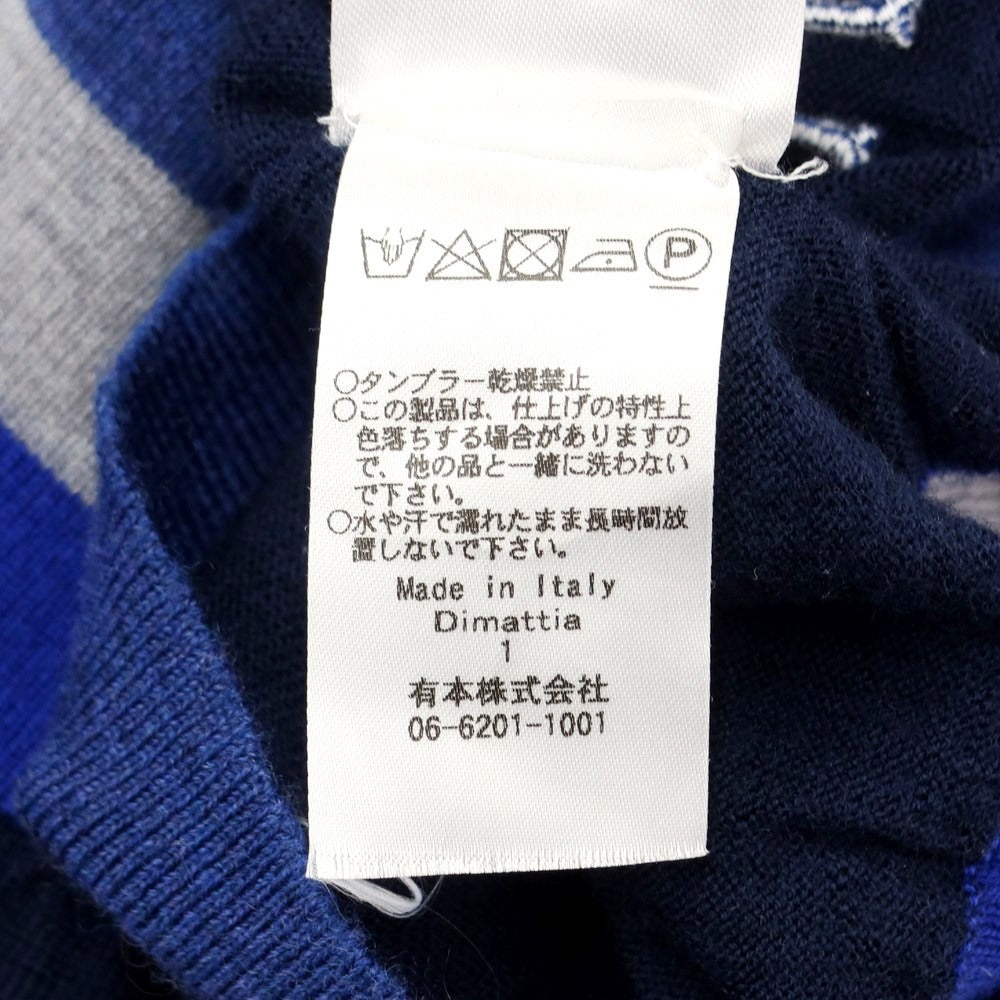 P
○タンブラー乾燥禁止
○この製品は、仕上げの特性上
色落ちする場合がありますの
で、他の品と一緒に洗わない
で下さい。
○水や汗で濡れたまま長時間放
置しないで下さい。
Made in Italy
Dimattia
1
有本株式会社
06-6201-1001